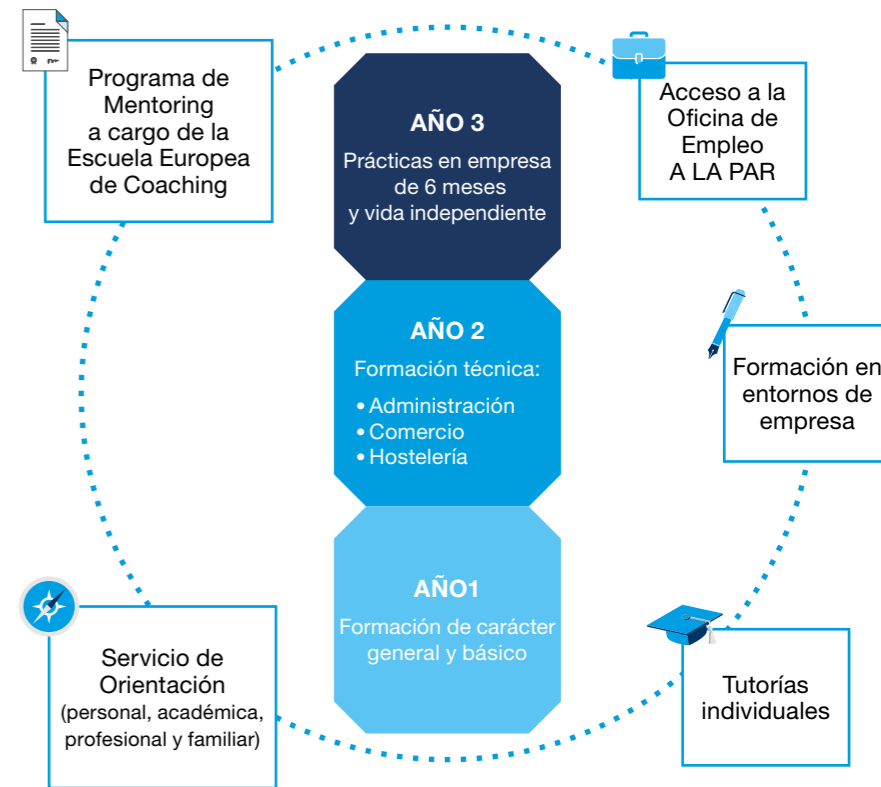 Programa de
Mentoring
a cargo de la
Escuela Europea
de Coaching
AÑO 3
Prácticas en empresa
de 6 meses
y vida independiente
Acceso a la
Oficina de
Empleo
A LA PAR
AÑO 2
Formación técnica:
• Administración
• Comercio
• Hostelería
Formación en
entornos de
empresa
AÑO1
Formación de carácter
general y básico
Servicio de
Orientación
(personal, académica,
profesional y familiar)
Tutorías
individuales